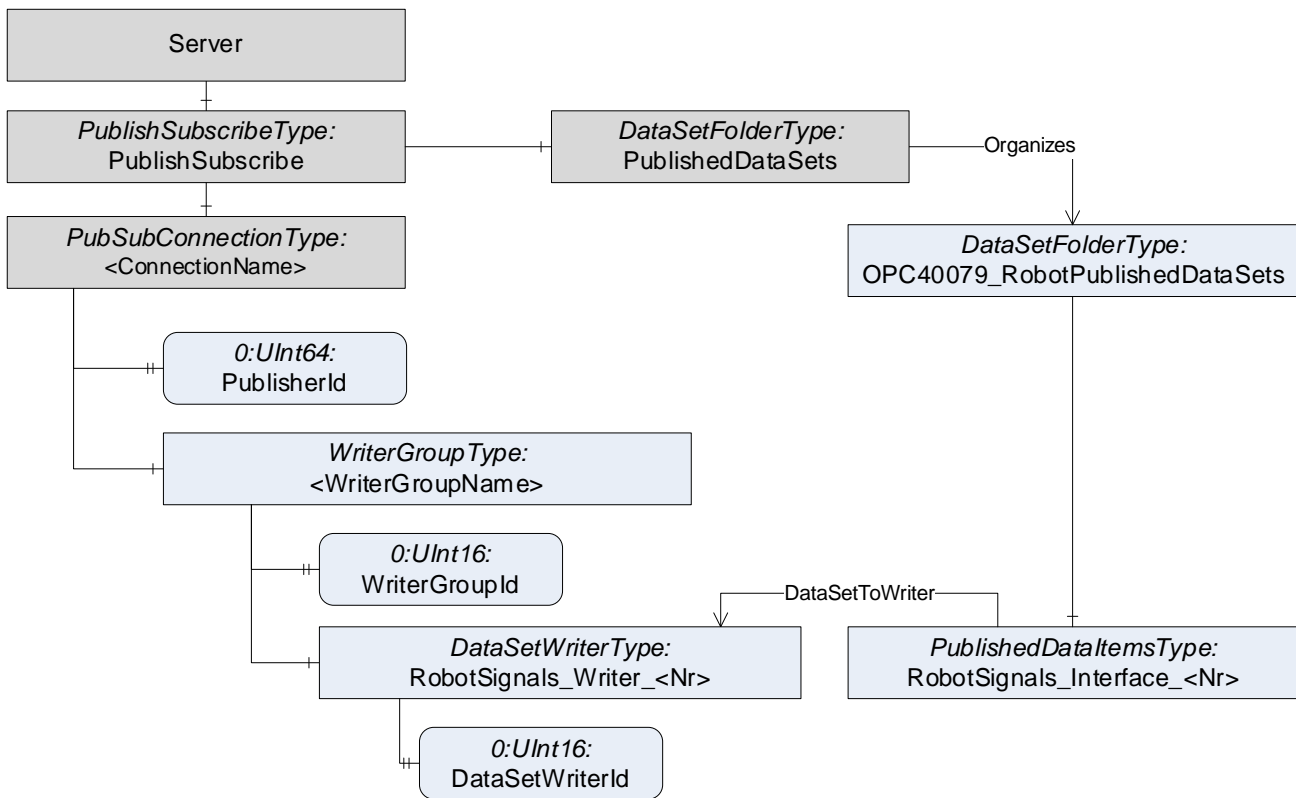 Server
PublishSubscribeType:
PublishSubscribe
DataSetFolderType:
PublishedDataSets
Organizes
PubSubConnectionType:
<ConnectionName>
DataSetFolderType:
OPC40079_RobotPublishedDataSets
0:UInt64:
PublisherId
WriterGroupType:
<WriterGroupName>
0:UInt16:
WriterGroupId
DataSetToWriter
DataSetWriterType:
RobotSignals_Writer_<Nr>
PublishedDataItemsType:
RobotSignals_Interface_<Nr>
0:UInt16:
DataSetWriterId